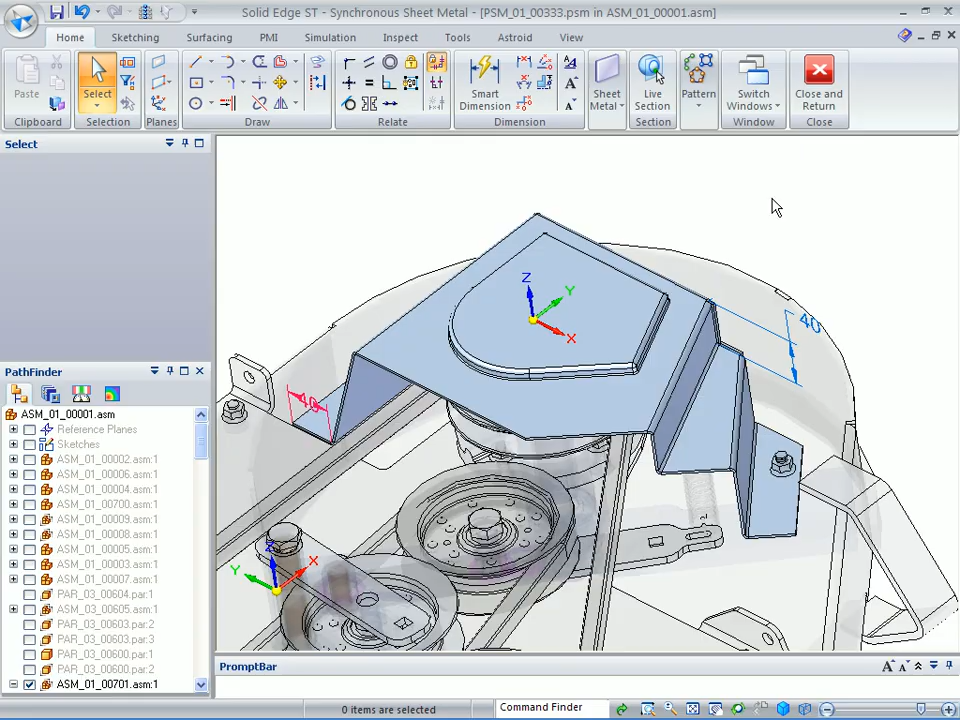 Solid Edge ST - Synchronous Sheet Metal - [PSM_01_00333.psm in ASM_01_00001.asm]
Home Sketching Surfacing PMI Simulation Inspect Tools Astroid View
Paste
Select
Smart Dimension
Sheet Metal
Live Section
Pattern
Switch Windows
Close and Return
Clipboard Selection Planes Draw Relate Dimension Section Window Close
Select
40
Z
Y
X
40
Z
X
Y
PathFinder
ASM_01_00001.asm
Reference Planes
Sketches
ASM_01_00002.asm:1
ASM_01_00006.asm:1
ASM_01_00004.asm:1
ASM_01_00700.asm:1
ASM_01_00009.asm:1
ASM_01_00008.asm:1
ASM_01_00005.asm:1
ASM_01_00003.asm:1
ASM_01_00007.asm:1
PAR_03_00604.par:1
ASM_03_00605.asm:1
PAR_03_00603.par:2
PAR_03_00603.par:3
PAR_03_00600.par:1
PAR_03_00600.par:2
ASM_01_00701.asm:1
PromptBar
0 items are selected
Command Finder